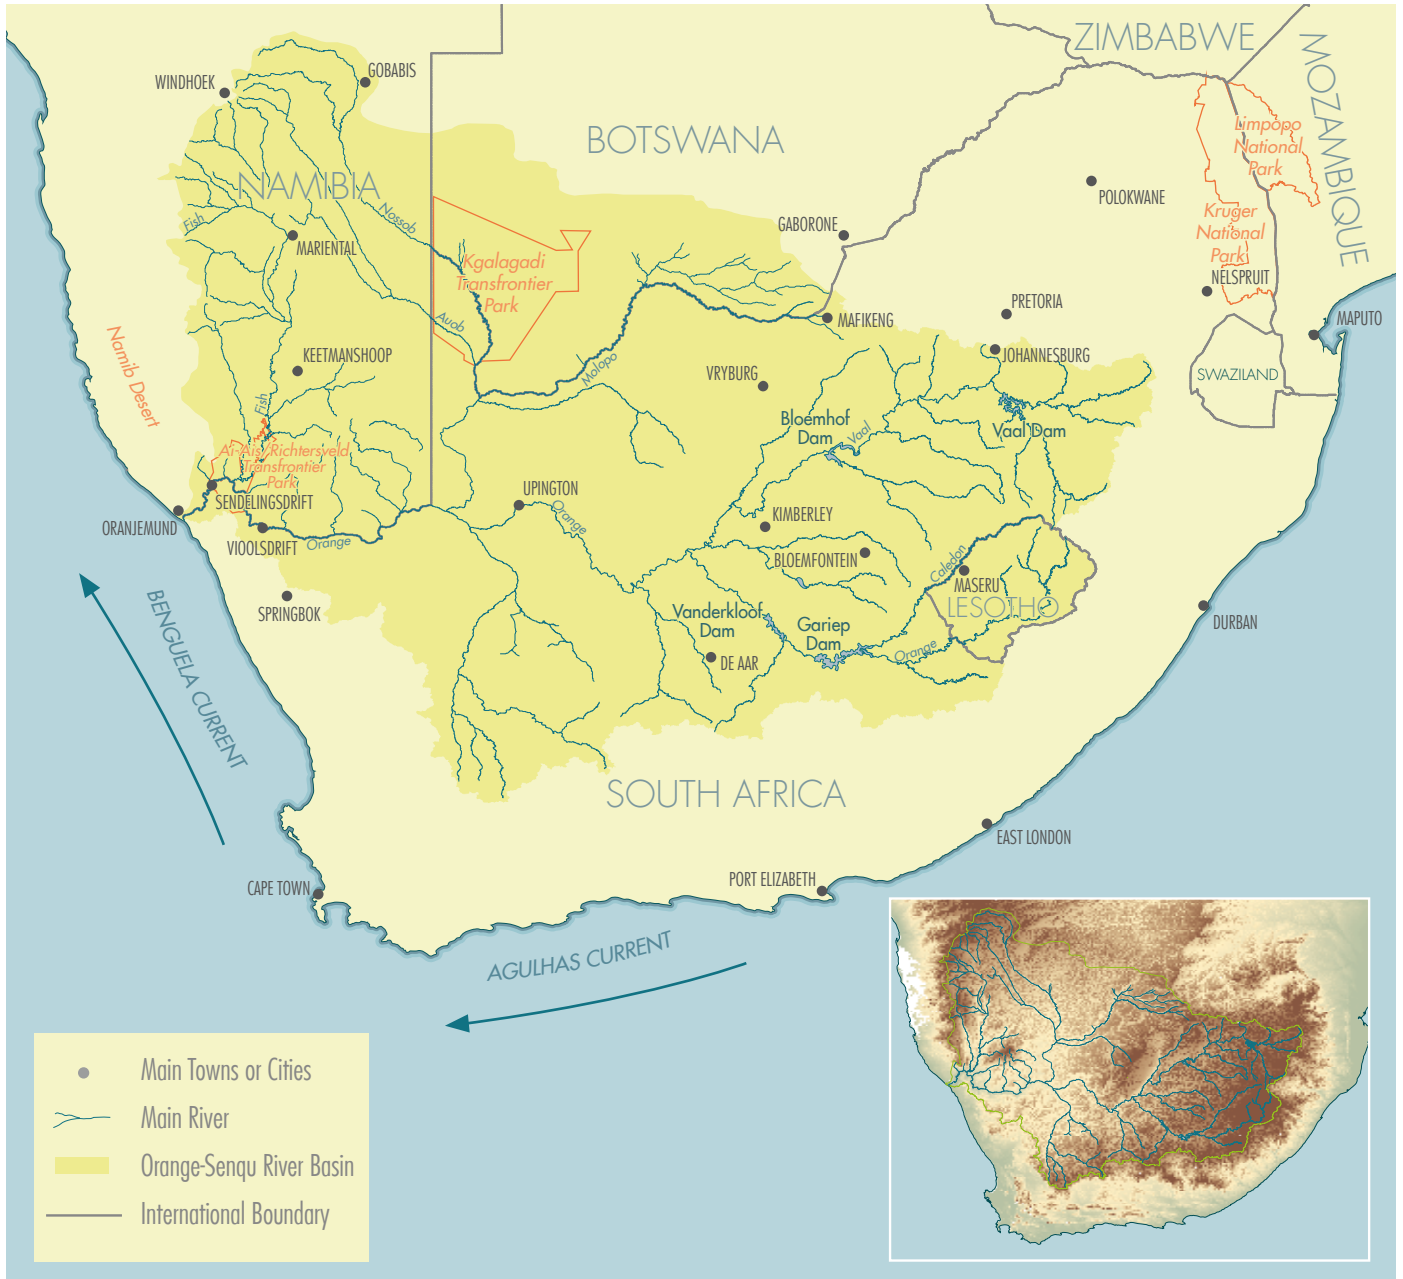 ZIMBABWE
MOZAMBIQUE
GOBABIS
WINDHOEK
BOTSWANA
Limpopo
National
Park
NAMIBIA
POLOKWANE
Fish
Nossob
GABORONE
Kruger
National
Park
MARIENTAL
Kgalagadi
Transfrontier
Park
NELSPRUIT
PRETORIA
Auob
MAFIKENG
MAPUTO
Namib Desert
KEETMANSHOOP
JOHANNESBURG
Molopo
VRYBURG
SWAZILAND
Fish
Bloemhof
Dam
Vaal
Vaal Dam
Ai-Ais/Richtersveld
Transfrontier
Park
UPINGTON
SENDELINGSDRIFT
Orange
KIMBERLEY
ORANJEMUND
VIOOLSDRIFT
Orange
BLOEMFONTEIN
Caledon
MASERU
SPRINGBOK
LESOTHO
Vanderkloof
Dam
Gariep
Dam
DURBAN
Orange
DE AAR
BENGUELA CURRENT
SOUTH AFRICA
EAST LONDON
CAPE TOWN
PORT ELIZABETH
AGULHAS CURRENT
Main Towns or Cities
Main River
Orange-Senqu River Basin
International Boundary